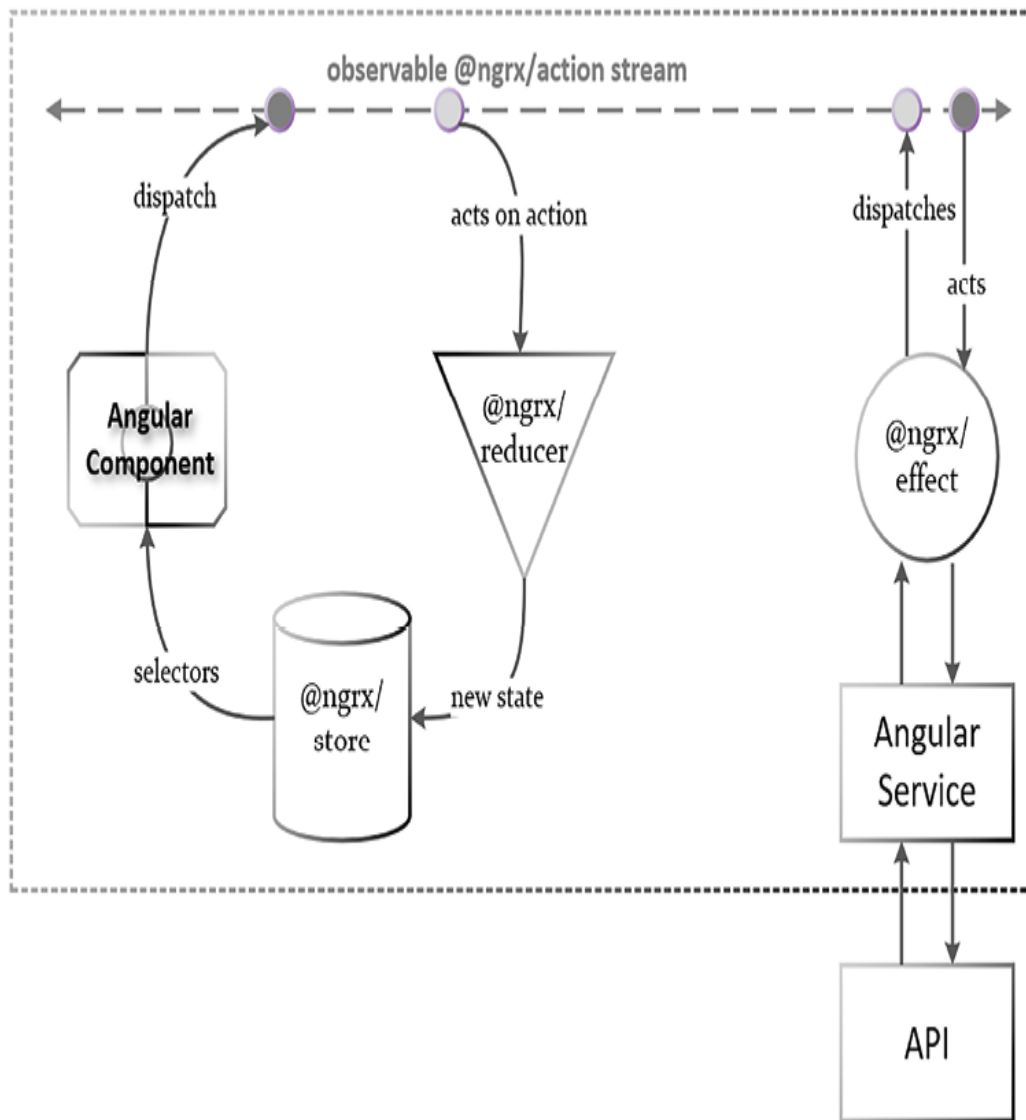 observable @ngrx/action stream
dispatch
acts on action
dispatches
acts
Angular
Component
@ngrx/
reducer
@ngrx/
effect
selectors
@ngrx/
store
new state
Angular
Service
API